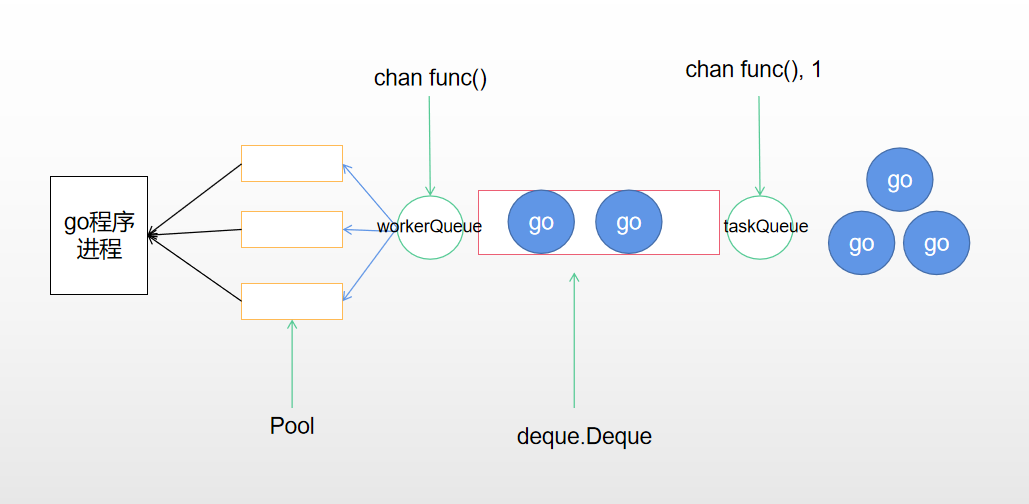 chan func()
chan func(), 1
go程序
进程
workerQueue
go
go
taskQueue
go
go
go
Pool
deque.Deque